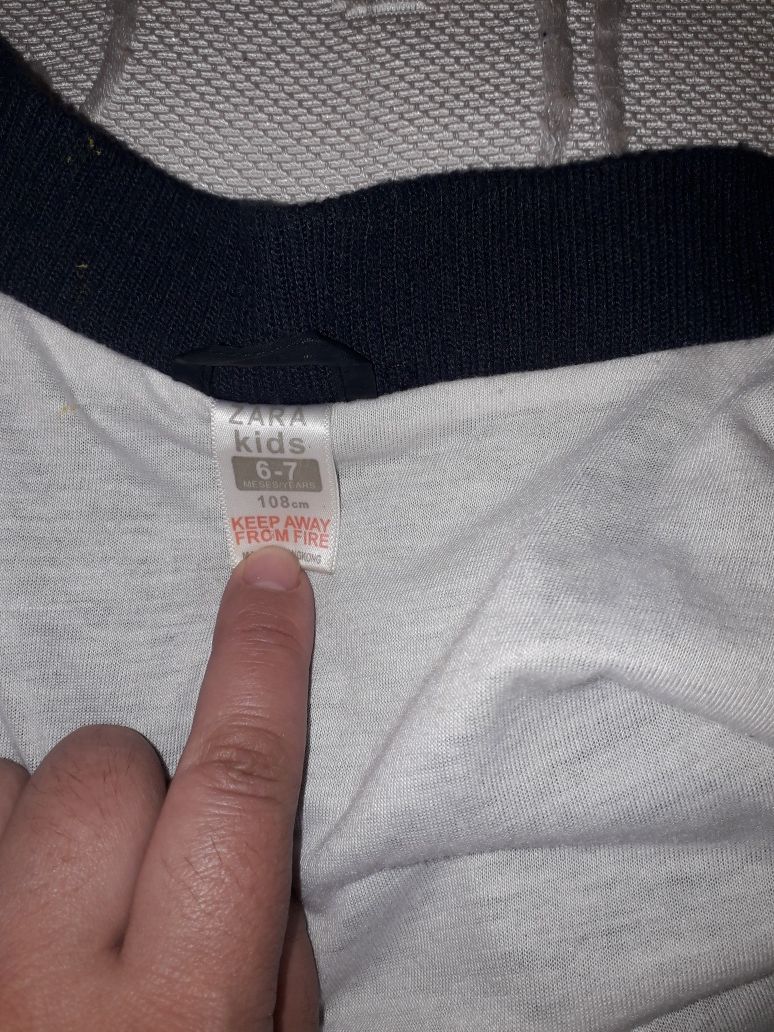 ZARA
kids
6-7
MESES/YEARS
108cm
KEEP AWAY
FROM FIRE